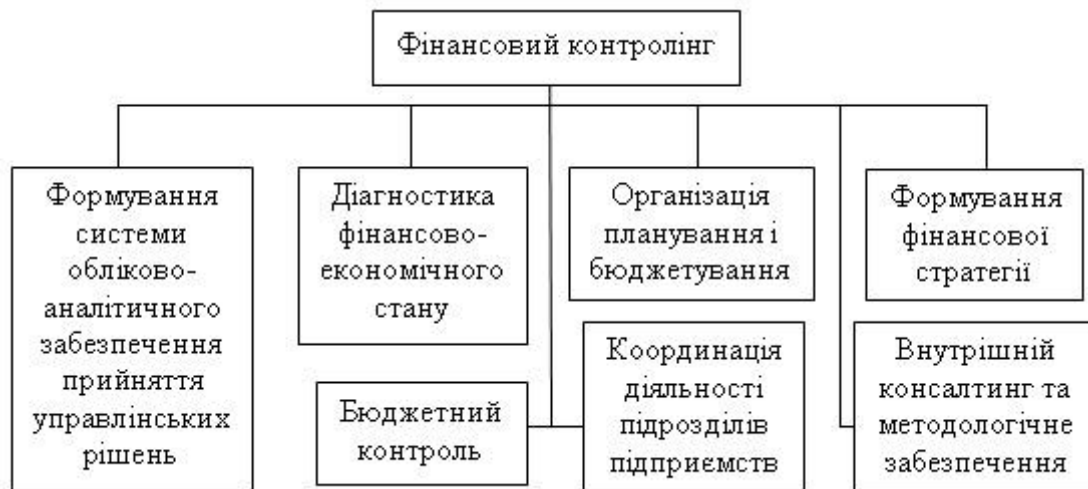 Фінансовий контролінг
Формування
системи
обліково-
аналітичного
забезпечення
прийняття
управлінських
рішень
Діагностика
фінансово-
економічного
стану
Організація
планування і
бюджетування
Формування
фінансової
стратегії
Бюджетний
контроль
Координація
діяльності
підрозділів
підприємств
Внутрішній
консалтинг та
методологічне
забезпечення